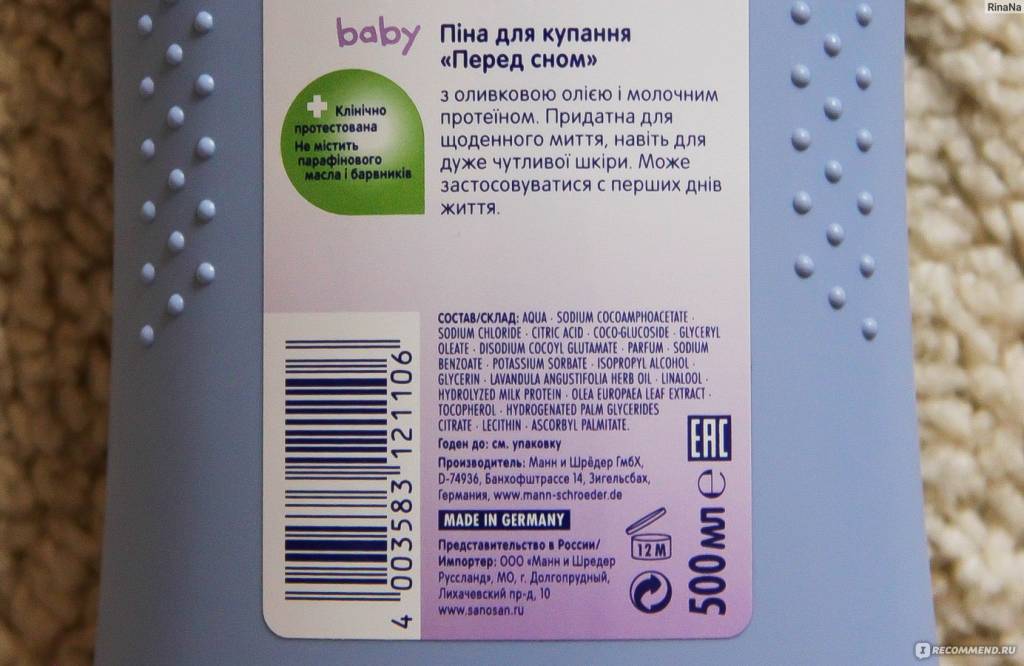 RinaNa
baby
Піна для купання
«Перед сном»
Клінічно
протестована
Не містить
парафінового
масла і барвників
з оливковою олією і молочним
протеїном. Придатна для
щоденного миття, навіть для
дуже чутливої шкіри. Може
застосовуватися с перших днів
життя.
СОСТАВ/СКЛАД: AQUA · SODIUM COCOAMPHOACETATE ·
SODIUM CHLORIDE · CITRIC ACID · COCO-GLUCOSIDE · GLYCERYL
OLEATE · DISODIUM COCOYL GLUTAMATE · PARFUM · SODIUM
BENZOATE · POTASSIUM SORBATE · ISOPROPYL ALCOHOL ·
GLYCERIN · LAVANDULA ANGUSTIFOLIA HERB OIL · LINALOOL ·
HYDROLYZED MILK PROTEIN · OLEA EUROPAEA LEAF EXTRACT ·
TOCOPHEROL · HYDROGENATED PALM GLYCERIDES
CITRATE · LECITHIN · ASCORBYL PALMITATE.
Годен до: см. упаковку
Производитель: Манн и Шрёдер ГмбХ,
D-74936, Банхофштрассе 14, Зигельсбах,
Германия, www.mann-schroeder.de
MADE IN GERMANY
Представительство в России/
Импортер: ООО «Манн и Шредер
Руссланд», МО, г. Долгопрудный,
Лихачевский пр-д, 10
www.sanosan.ru
4 003583 121106
EAC
12 M
500 мл e
IRECOMMEND.RU